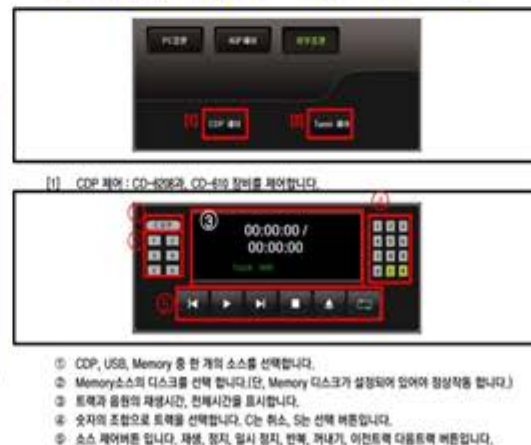 [1] CDP 제어
[2] Tuner 제어
[1] CDP 제어 : CD-6208과, CD-610 장비를 제어합니다.
③
00:00:00 /
00:00:00
① CDP, USB, Memory 중 한 개의 소스를 선택합니다.
② Memory소스의 디스크를 선택 합니다.(단, Memory 디스크가 설정되어 있어야 정상작동 합니다.)
③ 트랙과 음원의 재생시간, 전체시간을 표시합니다.
④ 숫자의 조합으로 트랙을 선택합니다. C는 취소, S는 선택 버튼입니다.
⑤ 소스 제어버튼 입니다. 재생, 정지, 일시 정지, 반복, 꺼내기, 이전트랙 다음트랙 버튼입니다.